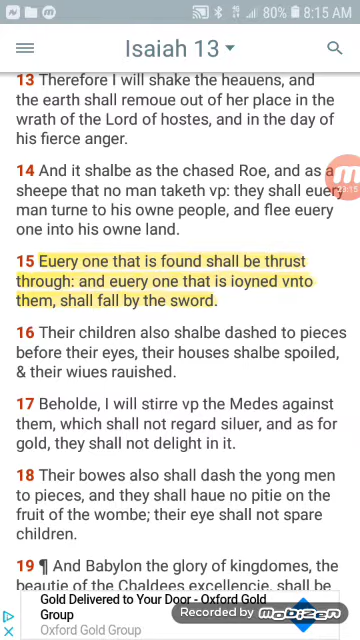 80% 8:15 AM
Isaiah 13
13 Therefore I will shake the heauens, and
the earth shall remoue out of her place in the
wrath of the Lord of hostes, and in the day of
his fierce anger.
14 And it shalbe as the chased Roe, and as a
sheepe that no man taketh vp: they shall euery
man turne to his owne people, and flee euery
one into his owne land.
15 Euery one that is found shall be thrust
through: and euery one that is ioyned vnto
them, shall fall by the sword.
16 Their children also shalbe dashed to pieces
before their eyes, their houses shalbe spoiled,
& their wiues rauished.
17 Beholde, I will stirre vp the Medes against
them, which shall not regard siluer, and as for
gold, they shall not delight in it.
18 Their bowes also shall dash the yong men
to pieces, and they shall haue no pitie on the
fruit of the wombe; their eye shall not spare
children.
19 ¶ And Babylon the glory of kingdomes, the
beautie of the Chaldees excellencie, shall be
Gold Delivered to Your Door - Oxford Gold
Group
Oxford Gold Group
Recorded by mobizen